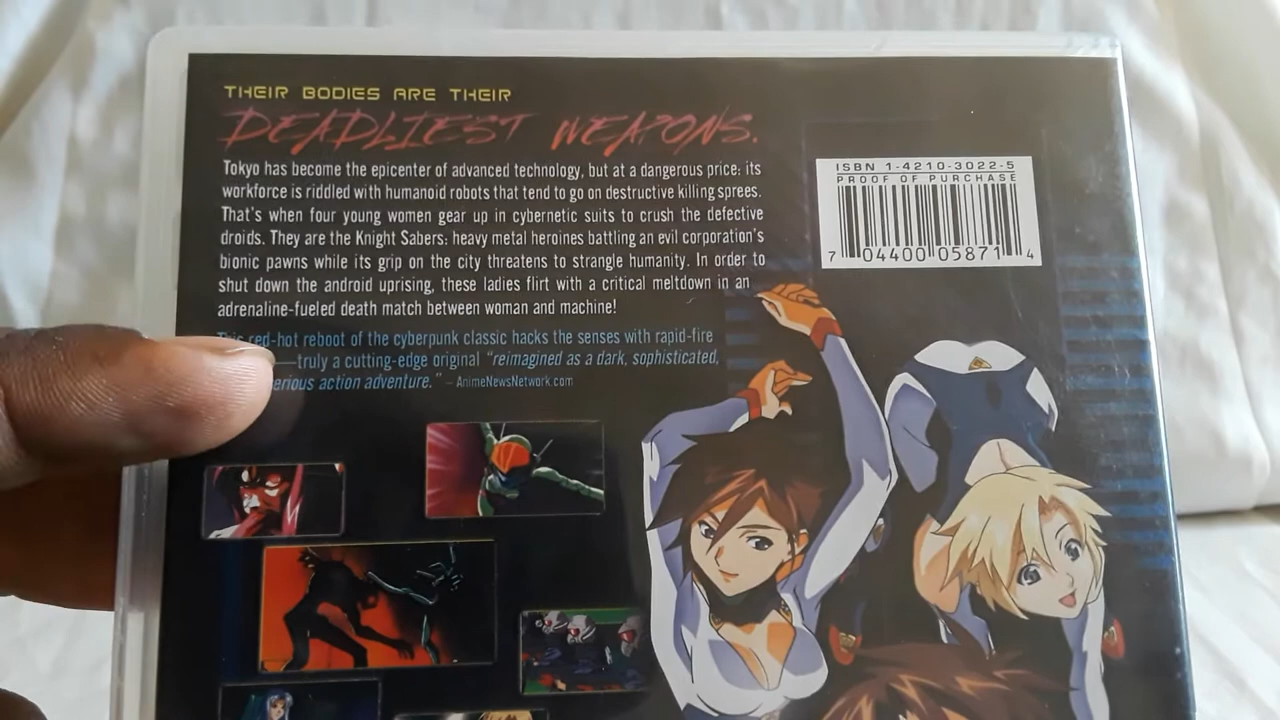 THEIR BODIES ARE THEIR
DEADLIEST WEAPONS.
Tokyo has become the epicenter of advanced technology, but at a dangerous price: its
workforce is riddled with humanoid robots that tend to go on destructive killing sprees.
That's when four young women gear up in cybernetic suits to crush the defective
droids. They are the Knight Sabers: heavy metal heroines battling an evil corporation's
bionic pawns while its grip on the city threatens to strangle humanity. In order to
shut down the android uprising, these ladies flirt with a critical meltdown in an
adrenaline-fueled death match between woman and machine!
This red-hot reboot of the cyberpunk classic hacks the senses with rapid-fire
—truly a cutting-edge original “reimagined as a dark, sophisticated,
action adventure.” – AnimeNewsNetwork.com
ISBN 1-4210-3022-5
PROOF OF PURCHASE
7 04400 05871 4